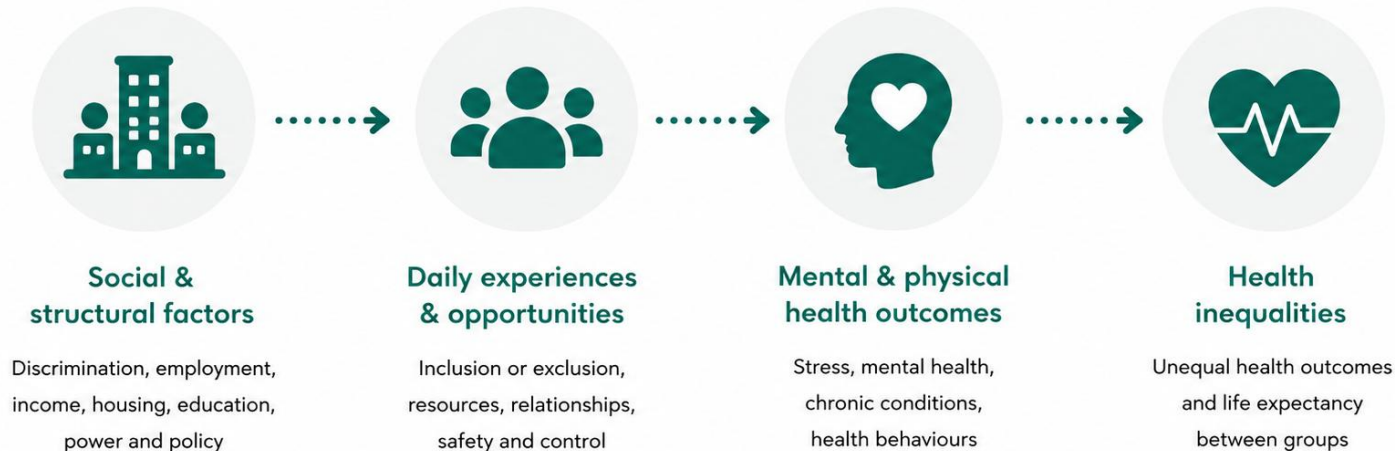 Social &
structural factors
Discrimination, employment,
income, housing, education,
power and policy
Daily experiences
& opportunities
Inclusion or exclusion,
resources, relationships,
safety and control
Mental & physical
health outcomes
Stress, mental health,
chronic conditions,
health behaviours
Health
inequalities
Unequal health outcomes
and life expectancy
between groups